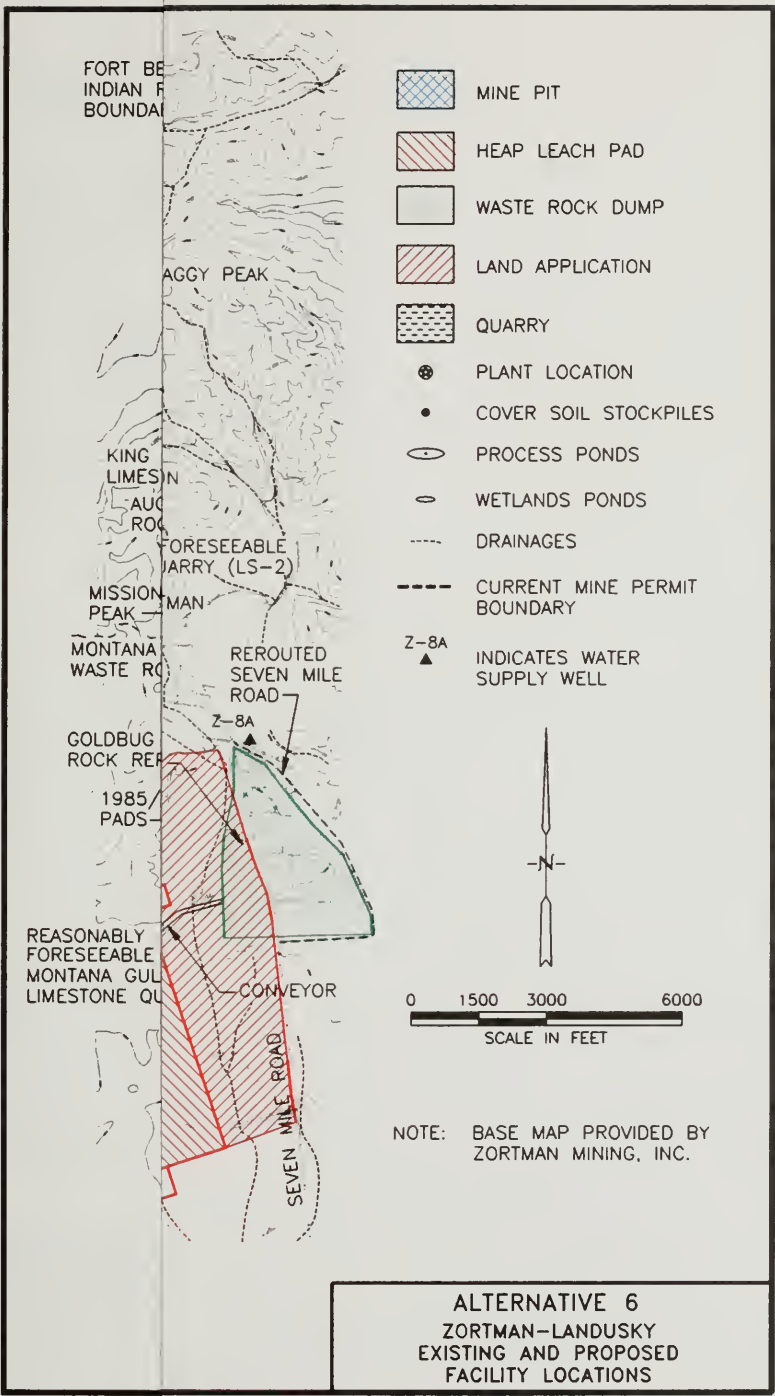 FORT BE
INDIAN R
BOUNDA
AGGY PEAK
KING
LIMES N
AUG
ROC
FORESEEABLE
UARRY (LS-2)
MISSION MAN
PEAK
MONTANA
WASTE RO
REROUTED
SEVEN MILE
ROAD
Z-8A
GOLDBUG
ROCK REP
1985/
PADS
REASONABLY
FORESEEABLE
MONTANA GUL
LIMESTONE QU
CONVEYOR
SEVEN MILE ROAD
MINE PIT
HEAP LEACH PAD
WASTE ROCK DUMP
LAND APPLICATION
QUARRY
PLANT LOCATION
COVER SOIL STOCKPILES
PROCESS PONDS
WETLANDS PONDS
DRAINAGES
CURRENT MINE PERMIT
BOUNDARY
Z-8A
INDICATES WATER
SUPPLY WELL
-N-
0 1500 3000 6000
SCALE IN FEET
NOTE: BASE MAP PROVIDED BY
ZORTMAN MINING, INC.
ALTERNATIVE 6
ZORTMAN-LANDUSKY
EXISTING AND PROPOSED
FACILITY LOCATIONS